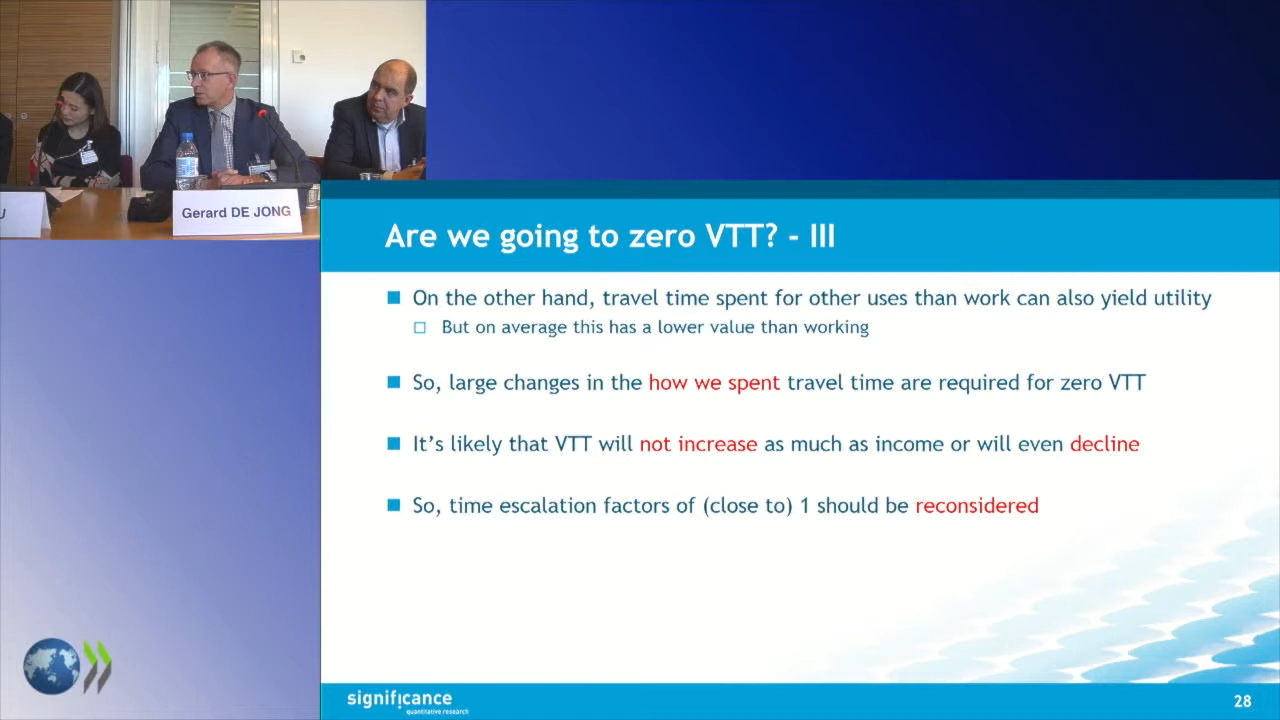 U
Gerard DE JONG
Are we going to zero VTT? - III
On the other hand, travel time spent for other uses than work can also yield utility
But on average this has a lower value than working
So, large changes in the how we spent travel time are required for zero VTT
It's likely that VTT will not increase as much as income or will even decline
So, time escalation factors of (close to) 1 should be reconsidered
significance
quantitative research
28